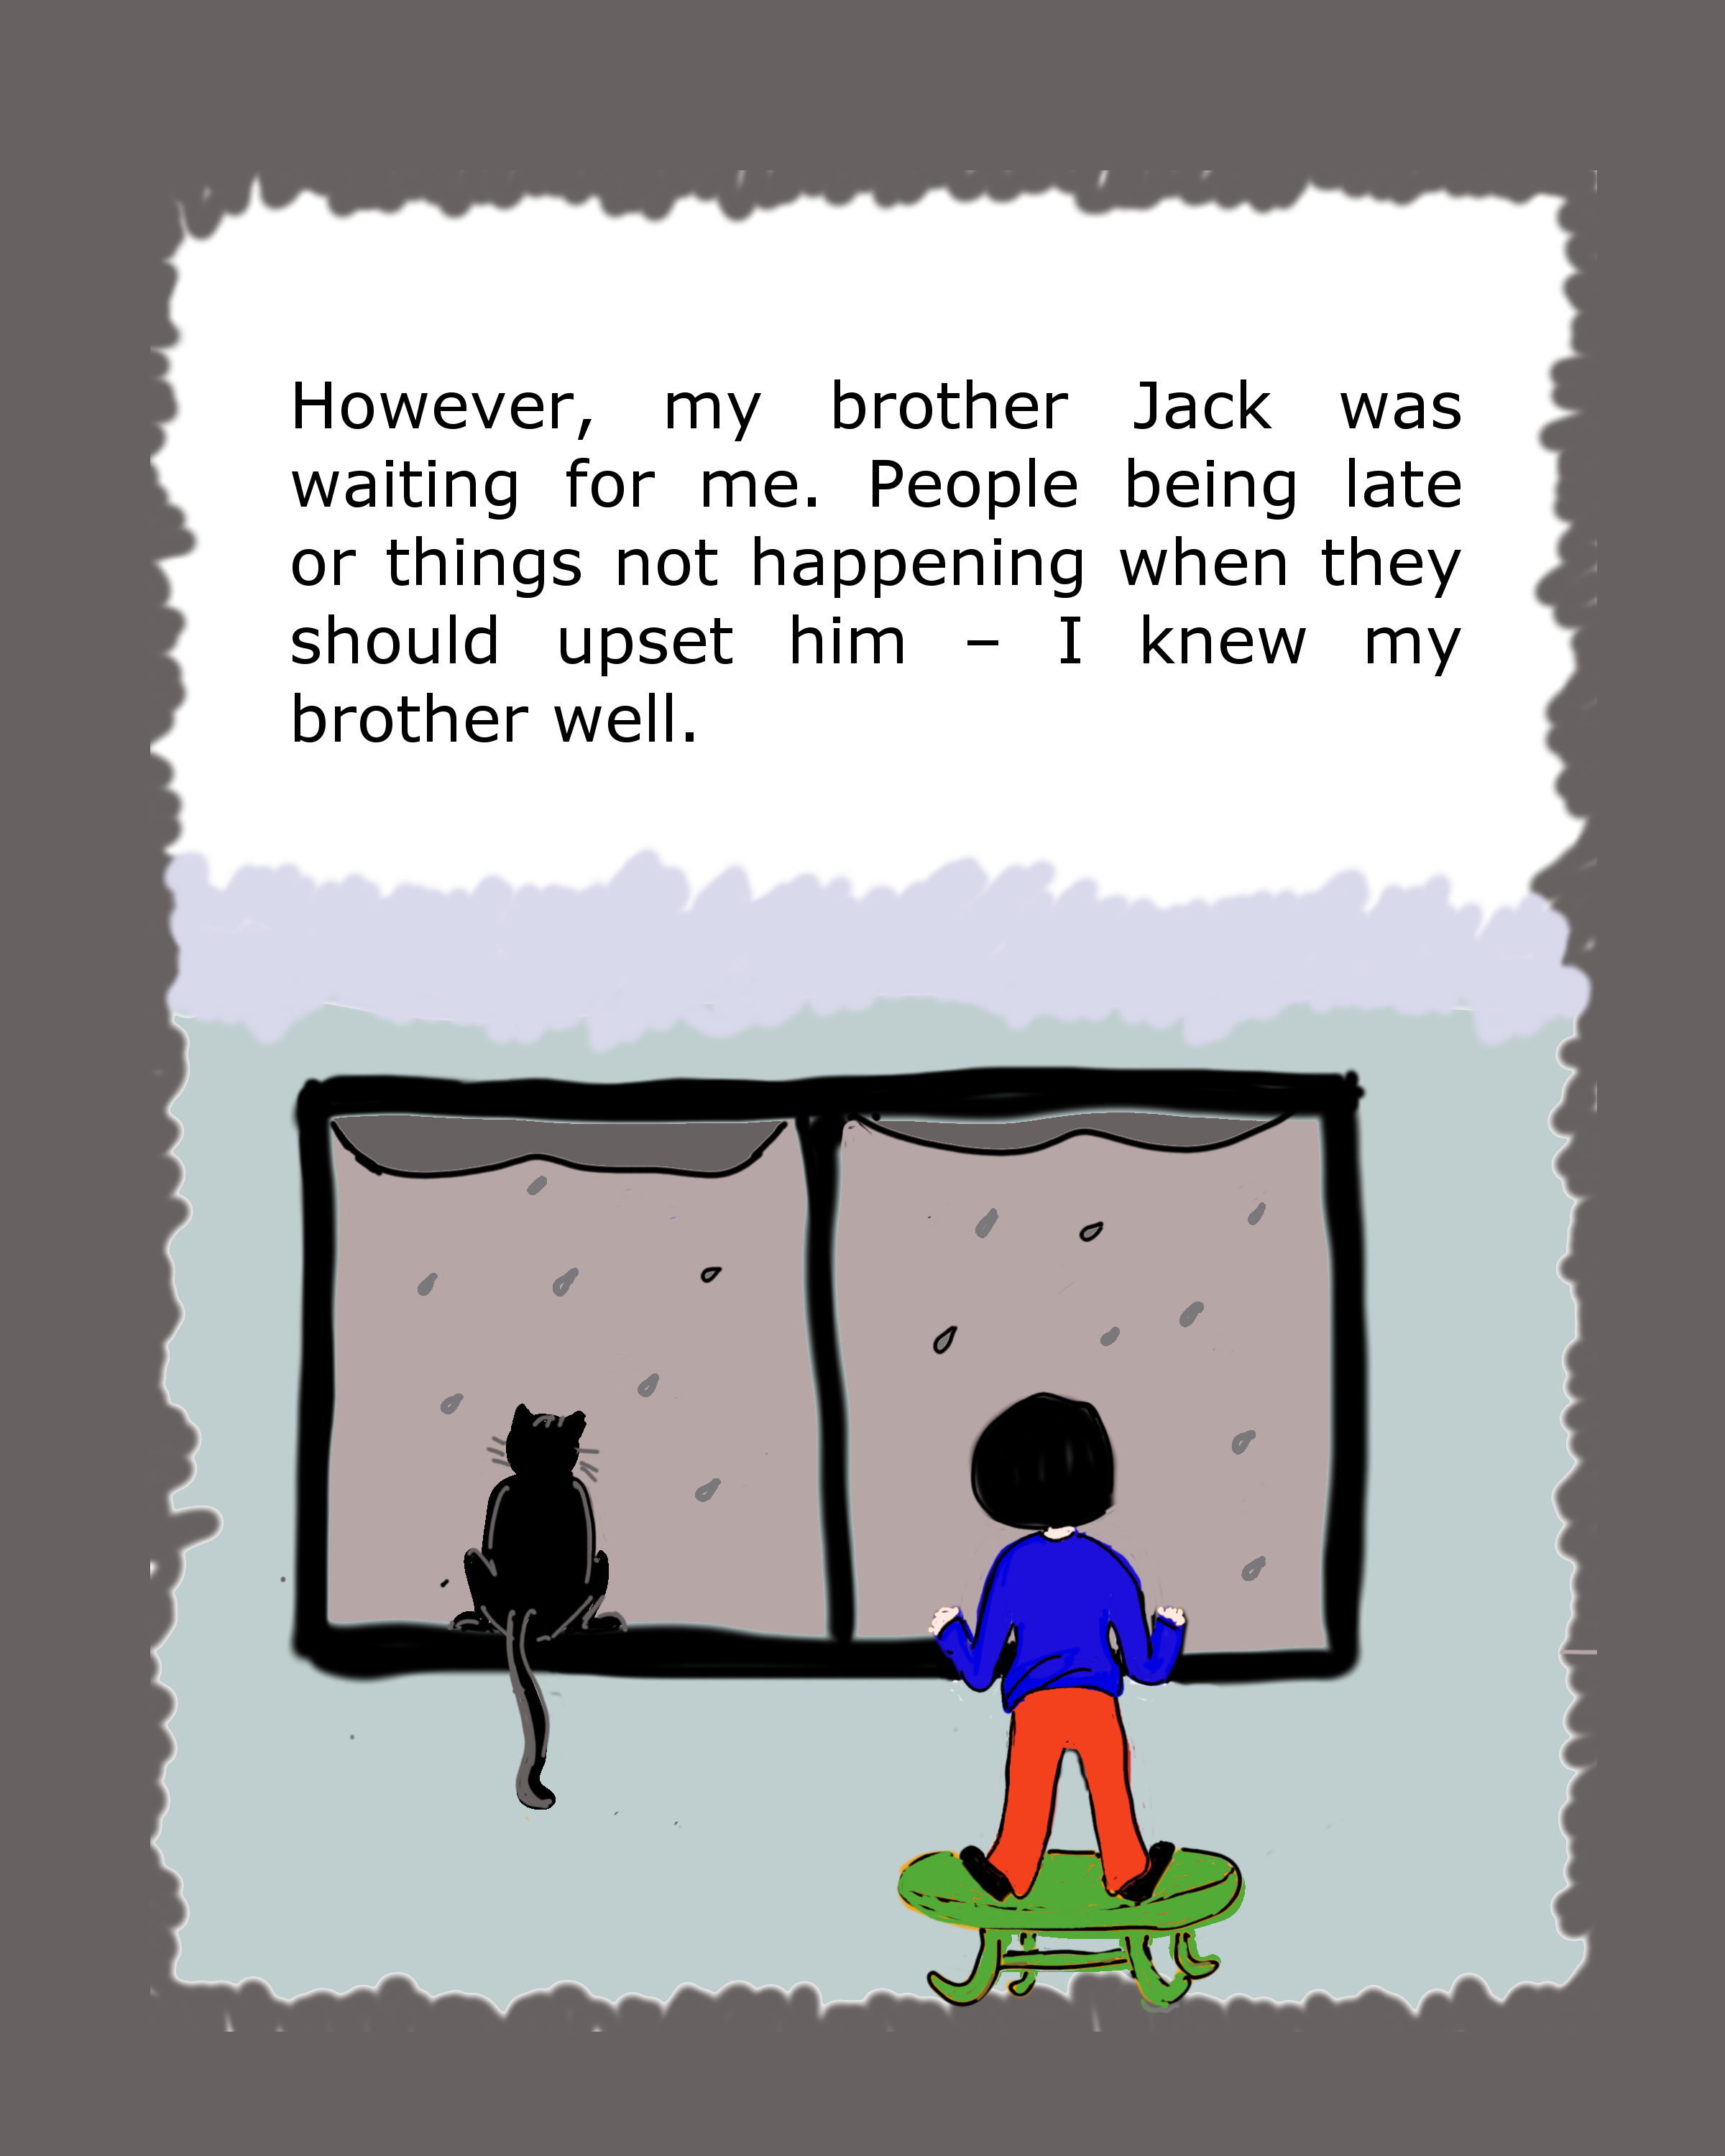 However, my brother Jack was
waiting for me. People being late
or things not happening when they
should upset him – I knew my
brother well.